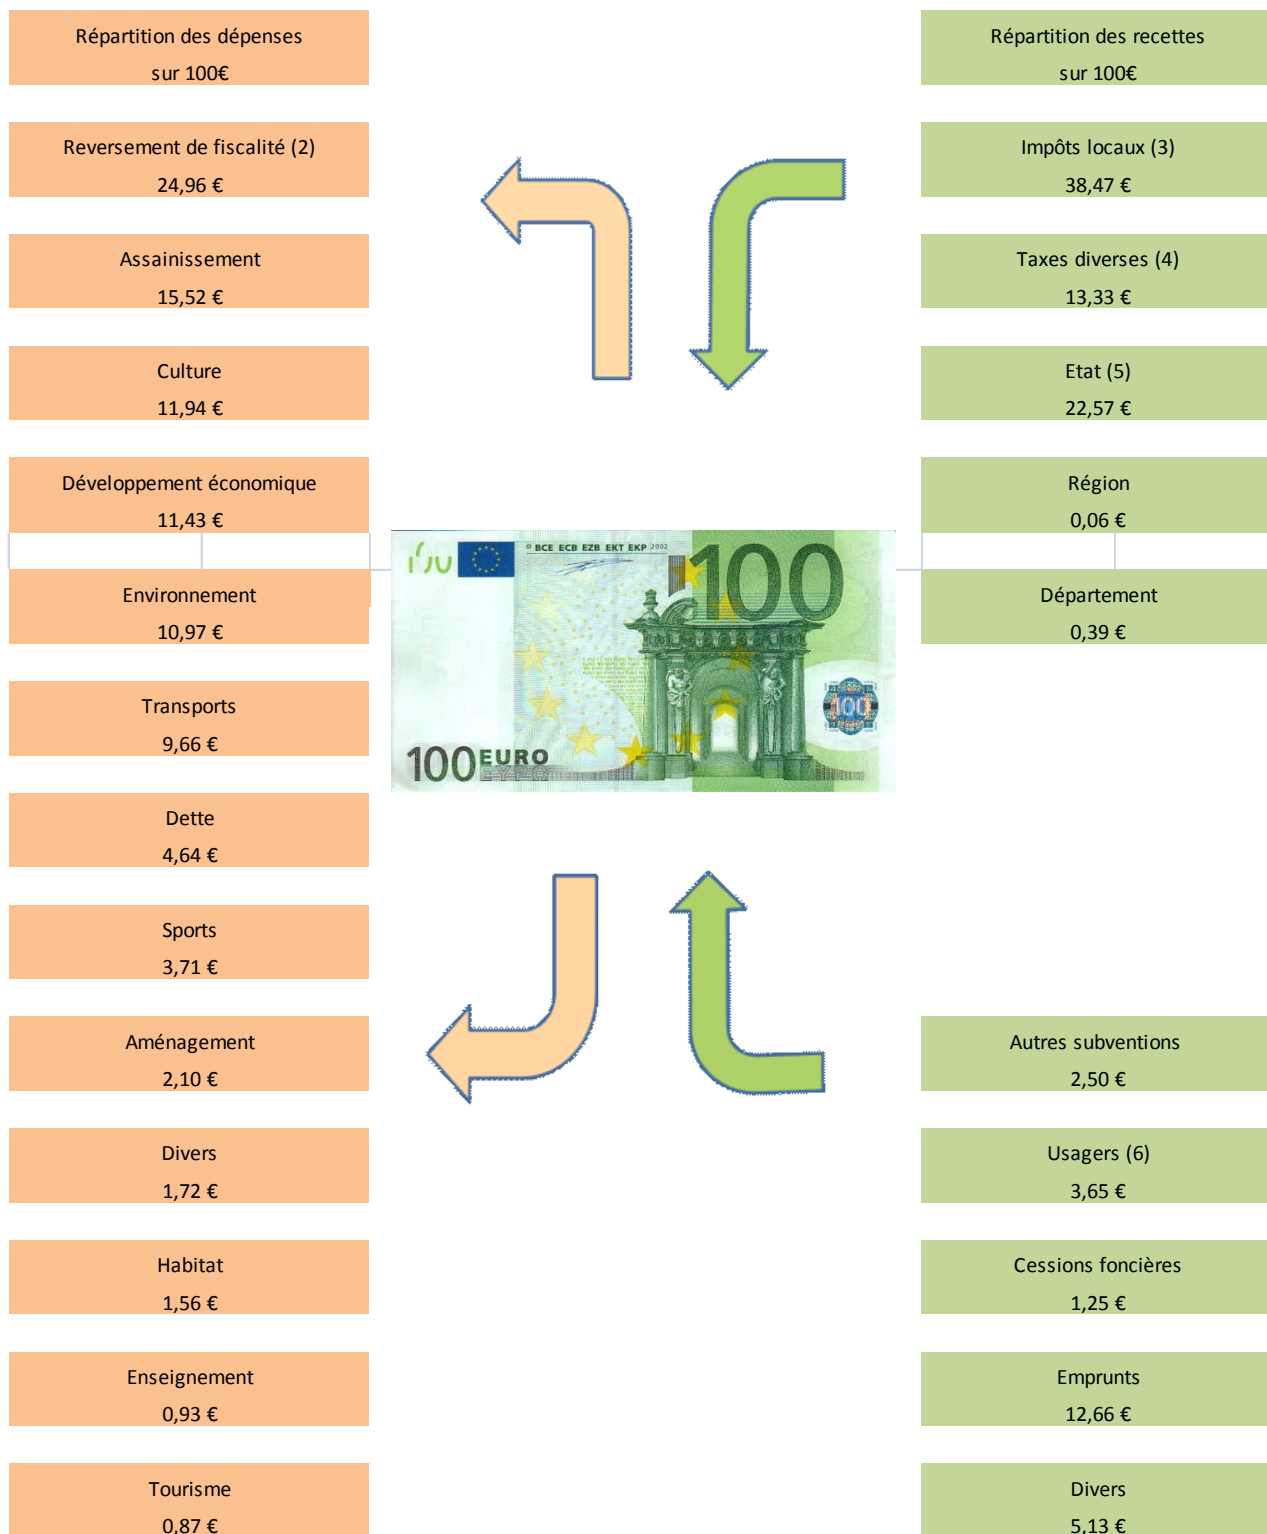 Répartition des dépenses
sur 100€
Reversement de fiscalité (2)
24,96 €
Assainissement
15,52 €
Culture
11,94 €
Développement économique
11,43 €
Environnement
10,97 €
Transports
9,66 €
Dette
4,64 €
Sports
3,71 €
Aménagement
2,10 €
Divers
1,72 €
Habitat
1,56 €
Enseignement
0,93 €
Tourisme
0,87 €
© BCE ECB EZB EKT EKP 2002
100
100
100 EURO
ΕΥΡΩ
Répartition des recettes
sur 100€
Impôts locaux (3)
38,47 €
Taxes diverses (4)
13,33 €
Etat (5)
22,57 €
Région
0,06 €
Département
0,39 €
Autres subventions
2,50 €
Usagers (6)
3,65 €
Cessions foncières
1,25 €
Emprunts
12,66 €
Divers
5,13 €